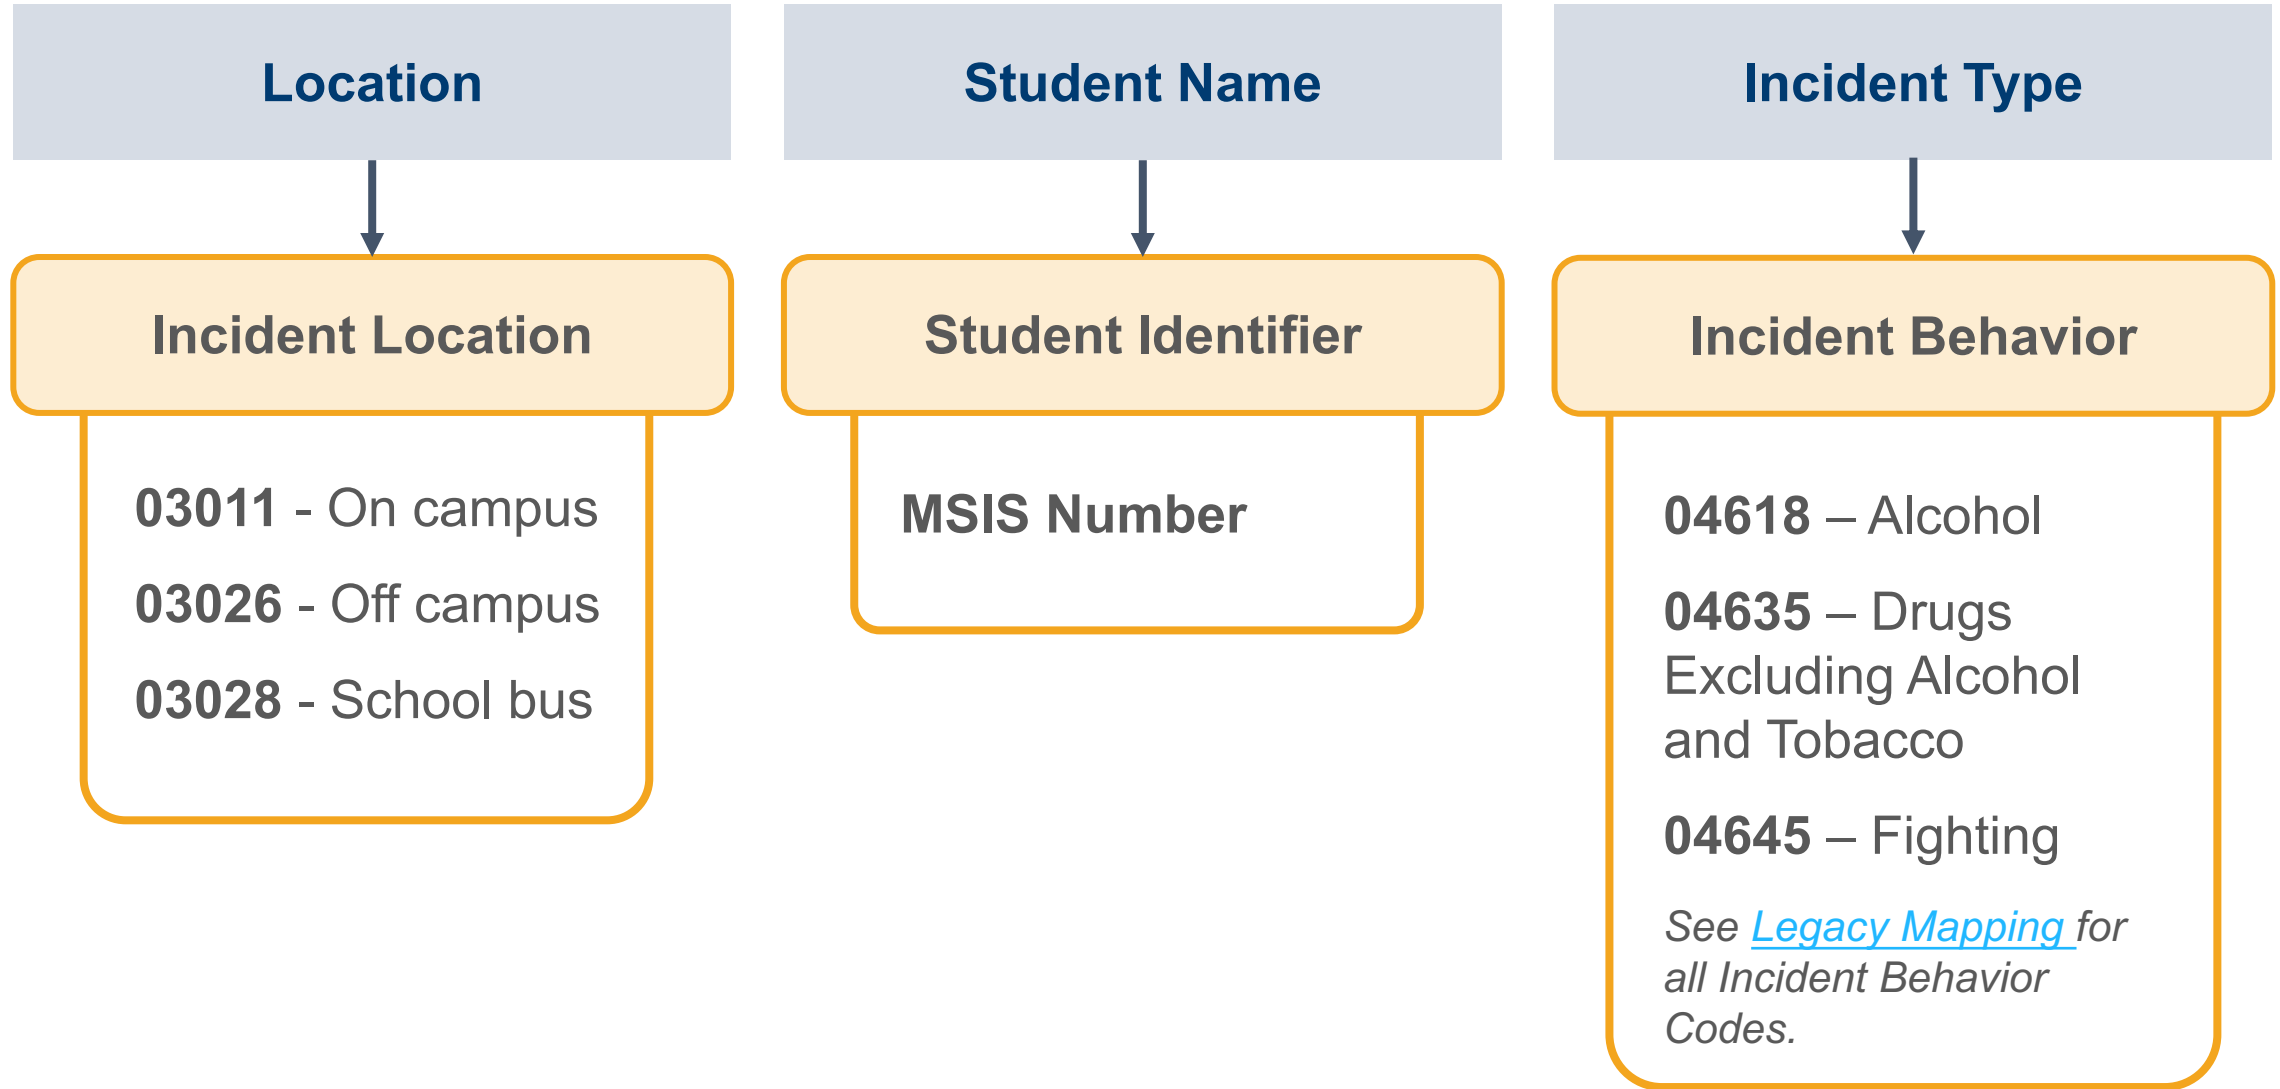 Location
Incident Location
03011 - On campus
03026 - Off campus
03028 - School bus
Student Name
Student Identifier
MSIS Number
Incident Type
Incident Behavior
04618 – Alcohol
04635 – Drugs
Excluding Alcohol
and Tobacco
04645 – Fighting
See Legacy Mapping for
all Incident Behavior
Codes.